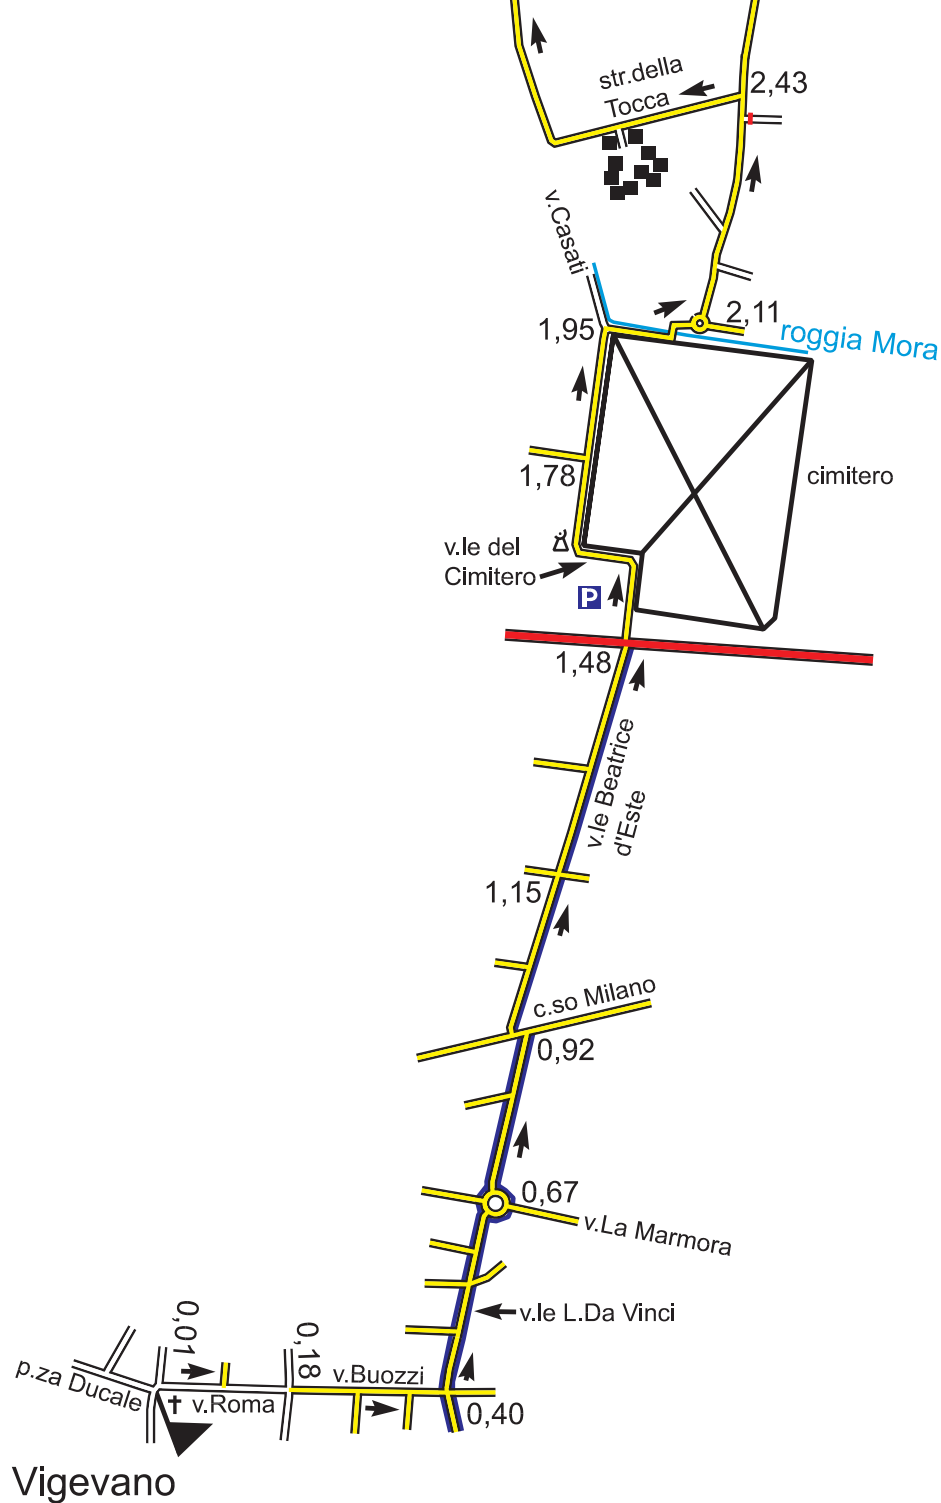 str.della
Tocca
2,43
v.Casati
2,11
1,95
roggia Mora
1,78
cimitero
v.le del
Cimitero
P
1,48
v.le Beatrice
d'Este
1,15
c.so Milano
0,92
0,67
v.La Marmora
v.le L.Da Vinci
0,01
0,18
p.za Ducale
v.Roma
v.Buozzi
0,40
Vigevano